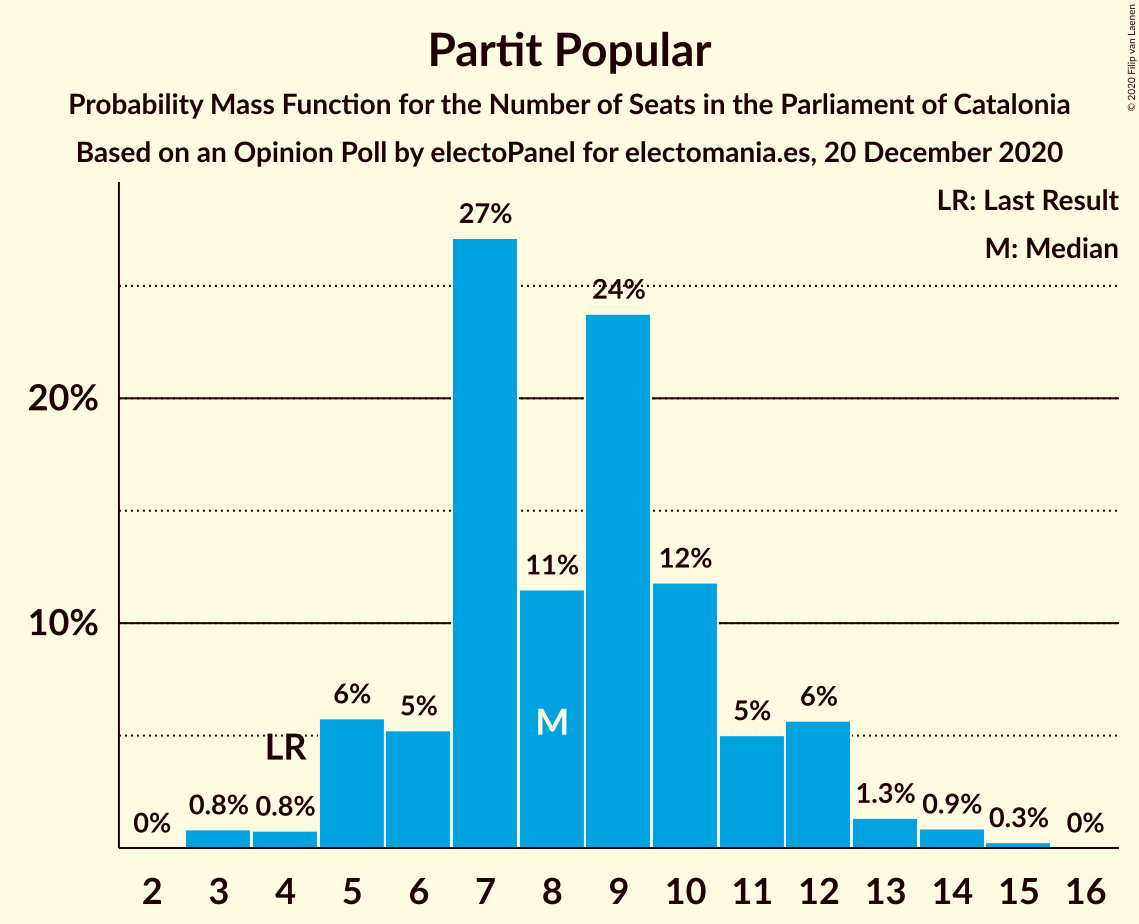 Partit Popular
Probability Mass Function for the Number of Seats in the Parliament of Catalonia
Based on an Opinion Poll by electoPanel for electomania.es, 20 December 2020
© 2020 Filip van Laenen
LR: Last Result
M: Median
20%
10%
0%
0.8%
0.8%
6%
5%
27%
11%
24%
12%
5%
6%
1.3%
0.9%
0.3%
0%
LR
M
2 3 4 5 6 7 8 9 10 11 12 13 14 15 16